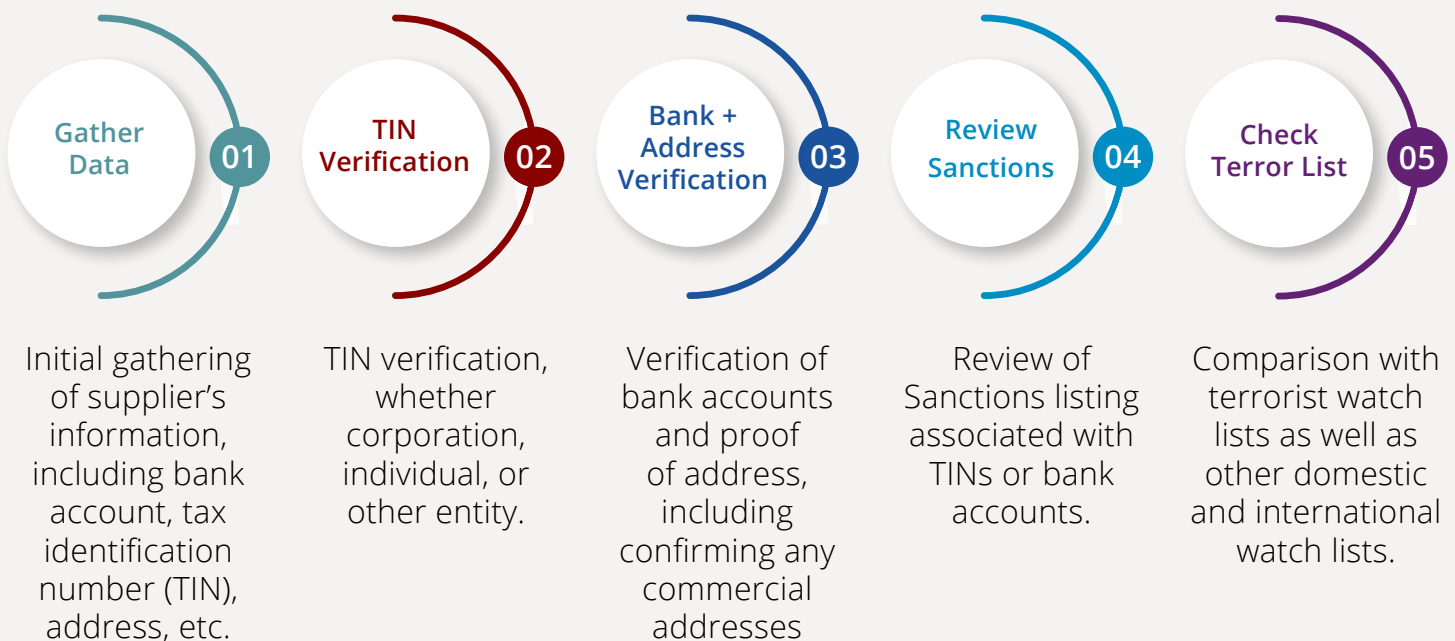 Gather
Data
01
TIN
Verification
02
Bank +
Address
Verification
03
Review
Sanctions
04
Check
Terror List
05
Initial gathering
of supplier’s
information,
including bank
account, tax
identification
number (TIN),
address, etc.
TIN verification,
whether
corporation,
individual, or
other entity.
Verification of
bank accounts
and proof
of address,
including
confirming any
commercial
addresses
Review of
Sanctions listing
associated with
TINs or bank
accounts.
Comparison with
terrorist watch
lists as well as
other domestic
and international
watch lists.